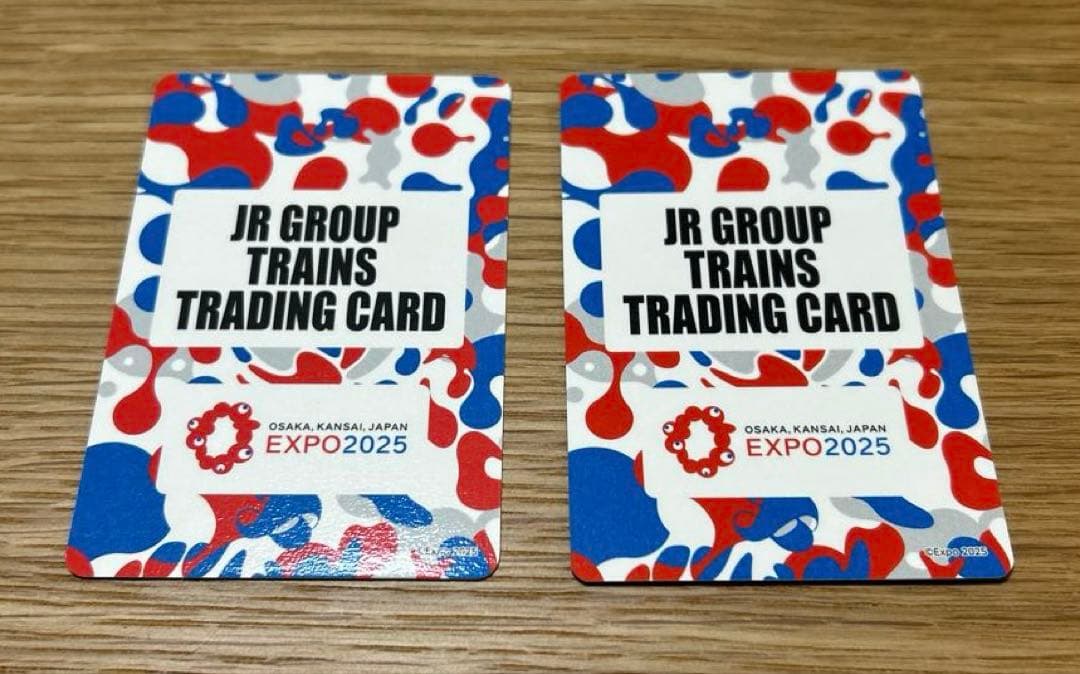 JR GROUP
TRAINS
TRADING CARD
OSAKA, KANSAI, JAPAN
EXPO2025
©Expo 2025
JR GROUP
TRAINS
TRADING CARD
OSAKA, KANSAI, JAPAN
EXPO2025
©Expo 2025